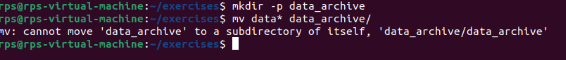 rps@rps-virtual-machine:~/exercises$ mkdir -p data_archive
rps@rps-virtual-machine:~/exercises$ mv data* data_archive/
mv: cannot move 'data_archive' to a subdirectory of itself, 'data_archive/data_archive'
rps@rps-virtual-machine:~/exercises$